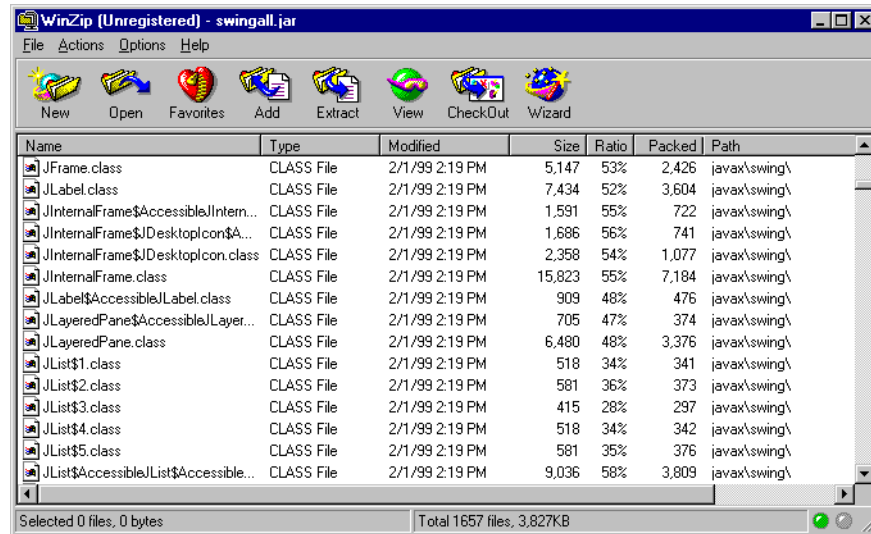 WinZip (Unregistered) - swingall.jar
File Actions Options Help
New Open Favorites Add Extract View CheckOut Wizard
Name Type Modified Size Ratio Packed Path
JFrame.class CLASS File 2/1/99 2:19 PM 5,147 53% 2,426 javax\swing\
JLabel.class CLASS File 2/1/99 2:19 PM 7,434 52% 3,604 javax\swing\
JInternalFrame$AccessibleJIntern... CLASS File 2/1/99 2:19 PM 1,591 55% 722 javax\swing\
JInternalFrame$JDesktopIcon$A... CLASS File 2/1/99 2:19 PM 1,686 56% 741 javax\swing\
JInternalFrame$JDesktopIcon.class CLASS File 2/1/99 2:19 PM 2,358 54% 1,077 javax\swing\
JInternalFrame.class CLASS File 2/1/99 2:19 PM 15,823 55% 7,184 javax\swing\
JLabel$AccessibleJLabel.class CLASS File 2/1/99 2:19 PM 909 48% 476 javax\swing\
JLayeredPane$AccessibleJLayer... CLASS File 2/1/99 2:19 PM 705 47% 374 javax\swing\
JLayeredPane.class CLASS File 2/1/99 2:19 PM 6,480 48% 3,376 javax\swing\
JList$1.class CLASS File 2/1/99 2:19 PM 518 34% 341 javax\swing\
JList$2.class CLASS File 2/1/99 2:19 PM 581 36% 373 javax\swing\
JList$3.class CLASS File 2/1/99 2:19 PM 415 28% 297 javax\swing\
JList$4.class CLASS File 2/1/99 2:19 PM 518 34% 342 javax\swing\
JList$5.class CLASS File 2/1/99 2:19 PM 581 35% 376 javax\swing\
JList$AccessibleJList$Accessible... CLASS File 2/1/99 2:19 PM 9,036 58% 3,809 javax\swing\
Selected 0 files, 0 bytes Total 1657 files, 3,827KB